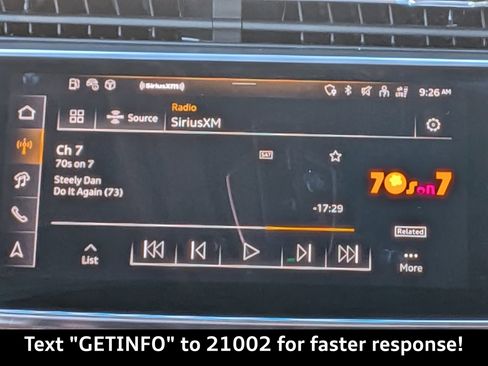 ((SiriusXM))
9:26 AM
Radio
Source
SiriusXM
Ch 7
70s on 7
SAT
Steely Dan
Do It Again (73)
70s on 7
-17:29
Related
List
More
Text "GETINFO" to 21002 for faster response!